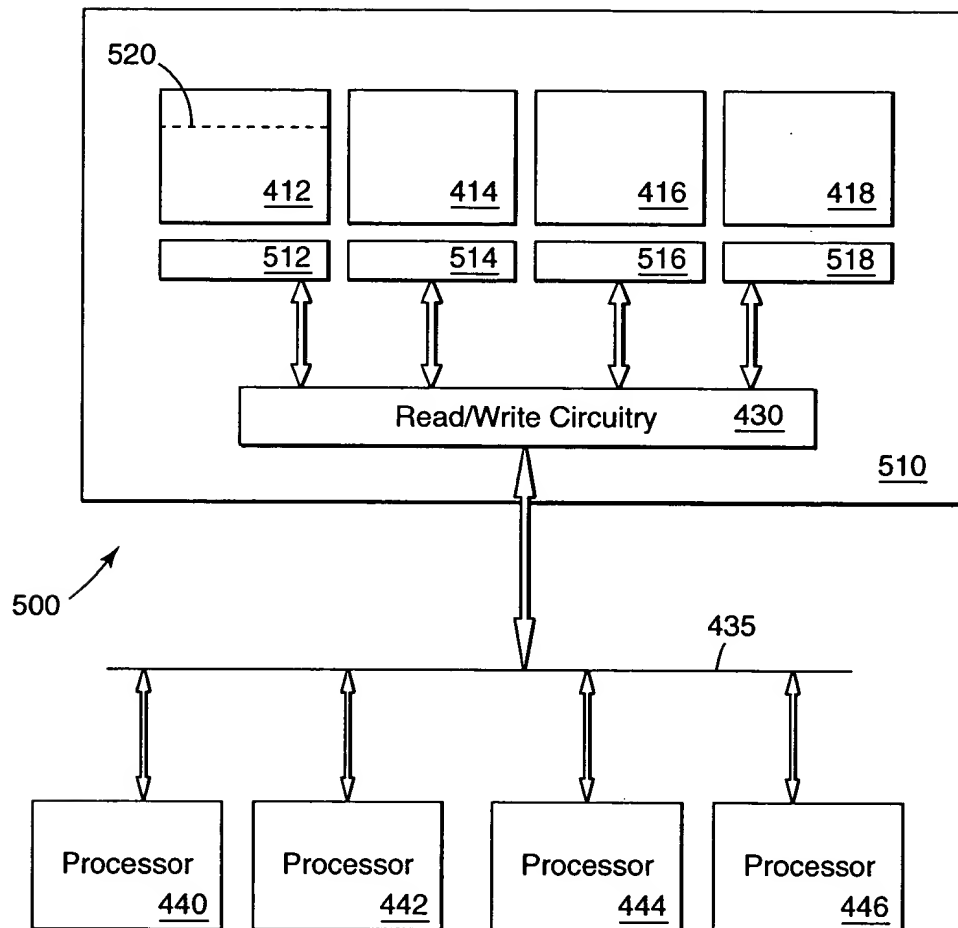 520
412 414 416 418
512 514 516 518
Read/Write Circuitry 430
510
500
435
Processor Processor Processor Processor
440 442 444 446